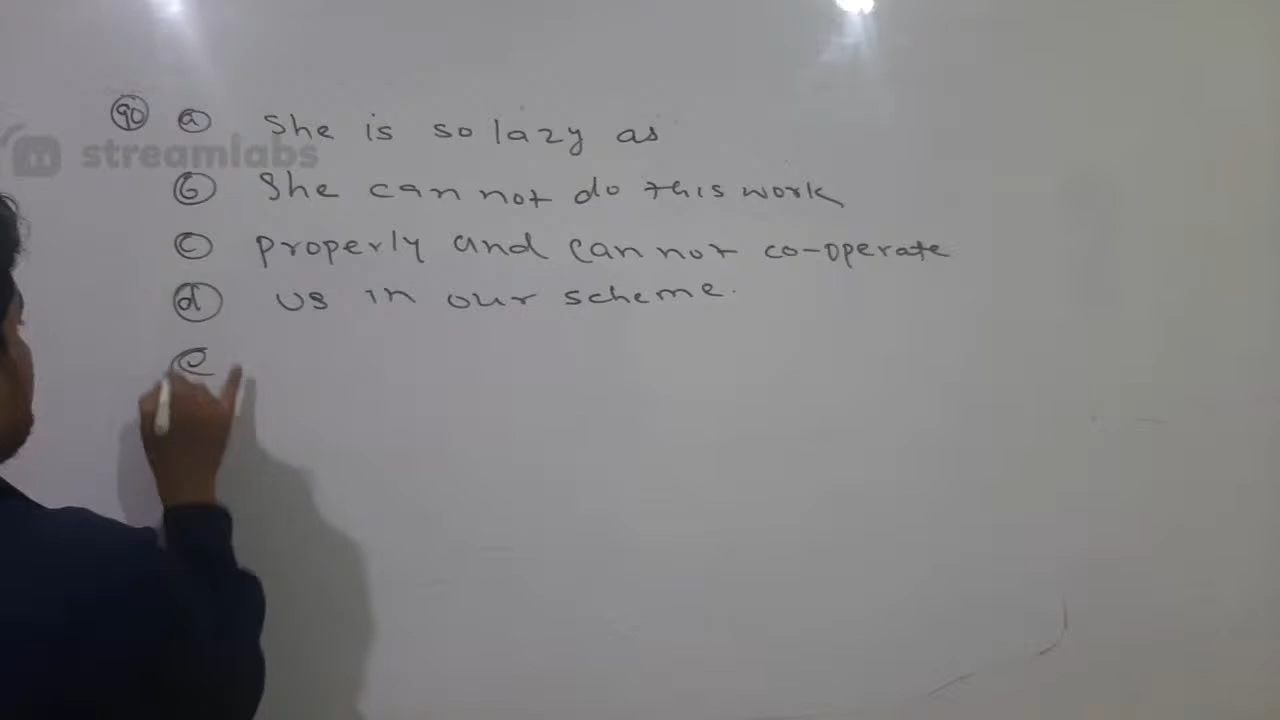 90 a She is so lazy as
streamlabs
b She can not do this work
c properly and can not co-operate
d us in our scheme.
e